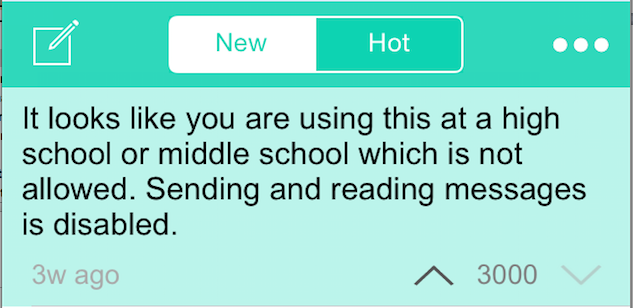 New Hot
It looks like you are using this at a high
school or middle school which is not
allowed. Sending and reading messages
is disabled.
3w ago 3000